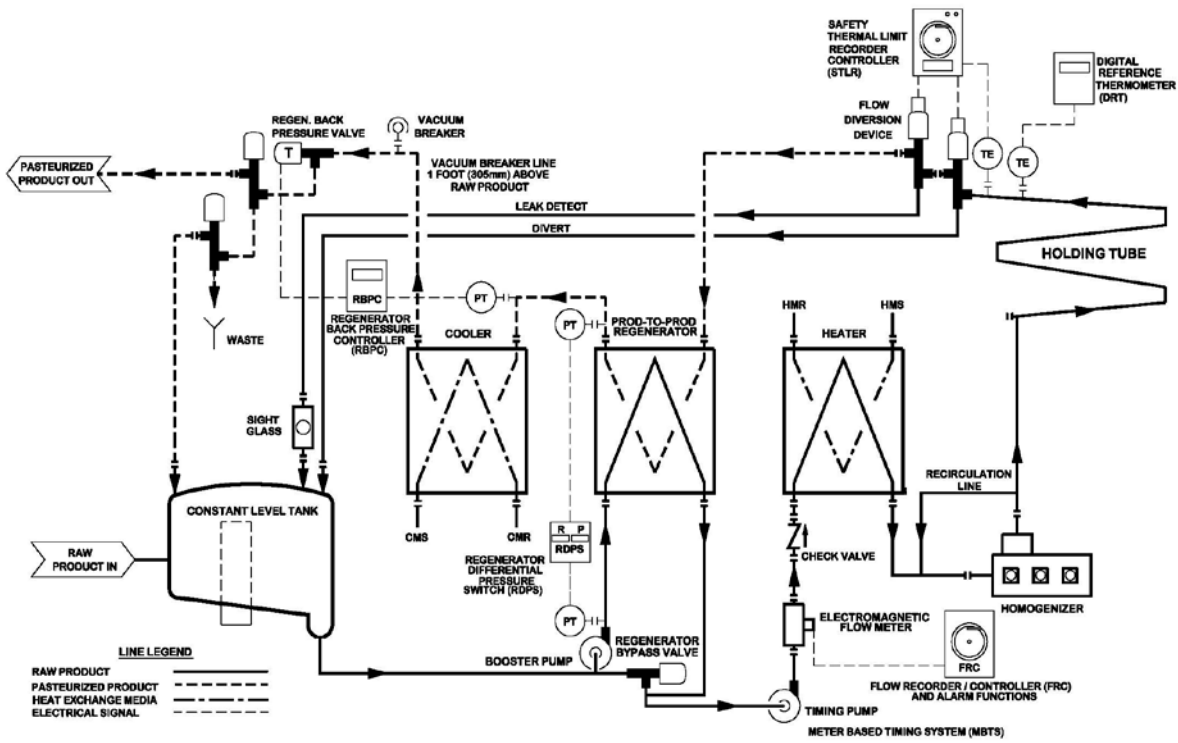 SAFETY
THERMAL LIMIT
RECORDER
CONTROLLER
(STLR)
DIGITAL
REFERENCE
THERMOMETER
(DRT)
FLOW
DIVERSION
DEVICE
TE
TE
REGEN. BACK
PRESSURE VALVE
T
VACUUM
BREAKER
VACUUM BREAKER LINE
1 FOOT (305mm) ABOVE
RAW PRODUCT
PASTEURIZED
PRODUCT OUT
LEAK DETECT
DIVERT
HOLDING TUBE
WASTE
RBPC
REGENERATOR
BACK PRESSURE
CONTROLLER (RBPC)
PT
PT
COOLER
PROD-TO-PROD
REGENERATOR
HMR
HMS
HEATER
SIGHT
GLASS
RECIRCULATION
LINE
CONSTANT LEVEL TANK
CMS
CMR
R P
RDPS
REGENERATOR
DIFFERENTIAL
PRESSURE
SWITCH (RDPS)
CHECK VALVE
RAW
PRODUCT IN
HOMOGENIZER
PT
ELECTROMAGNETIC
FLOW METER
FRC
FLOW RECORDER / CONTROLLER (FRC)
AND ALARM FUNCTIONS
REGENERATOR
BYPASS VALVE
BOOSTER PUMP
TIMING PUMP
METER BASED TIMING SYSTEM (MBTS)
LINE LEGEND
RAW PRODUCT
PASTEURIZED PRODUCT
HEAT EXCHANGE MEDIA
ELECTRICAL SIGNAL